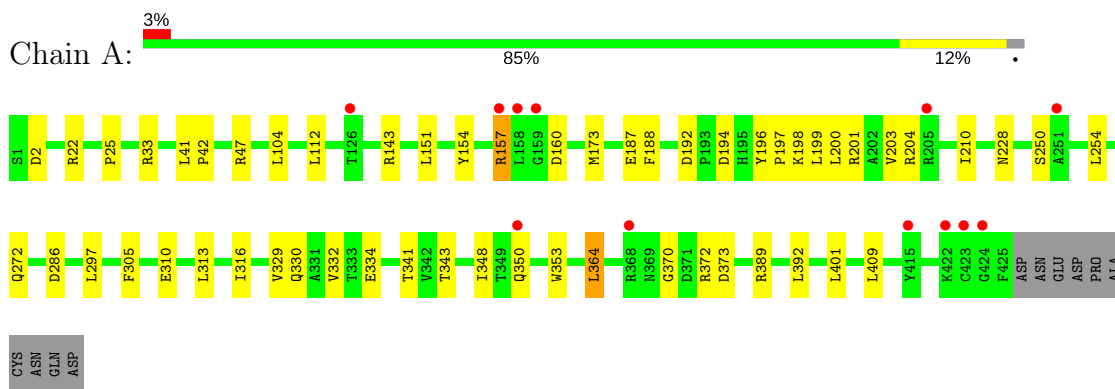 3%
Chain A:
85% 12% •
S1 D2 R22 P25 R33 L41 P42 R47 L104 L112 T126 R143 L151 Y154 R157 L158 G159 D160 M173 E187 F188 D192 P193 D194 H195 Y196 P197 K198 L199 L200 R201 A202 V203 R204 R205 I210 N228 S250 A251 L254
Q272 D286 L297 F305 E310 L313 I316 V329 Q330 A331 V332 T333 E334 T341 V342 T343 I348 T349 Q350 W353 L364 R368 N369 G370 D371 R372 D373 R389 L392 L401 L409 Y415 K422 C423 G424 F425 ASP ASN GLU ASP PRO ALA
CYS ASN GLN ASP